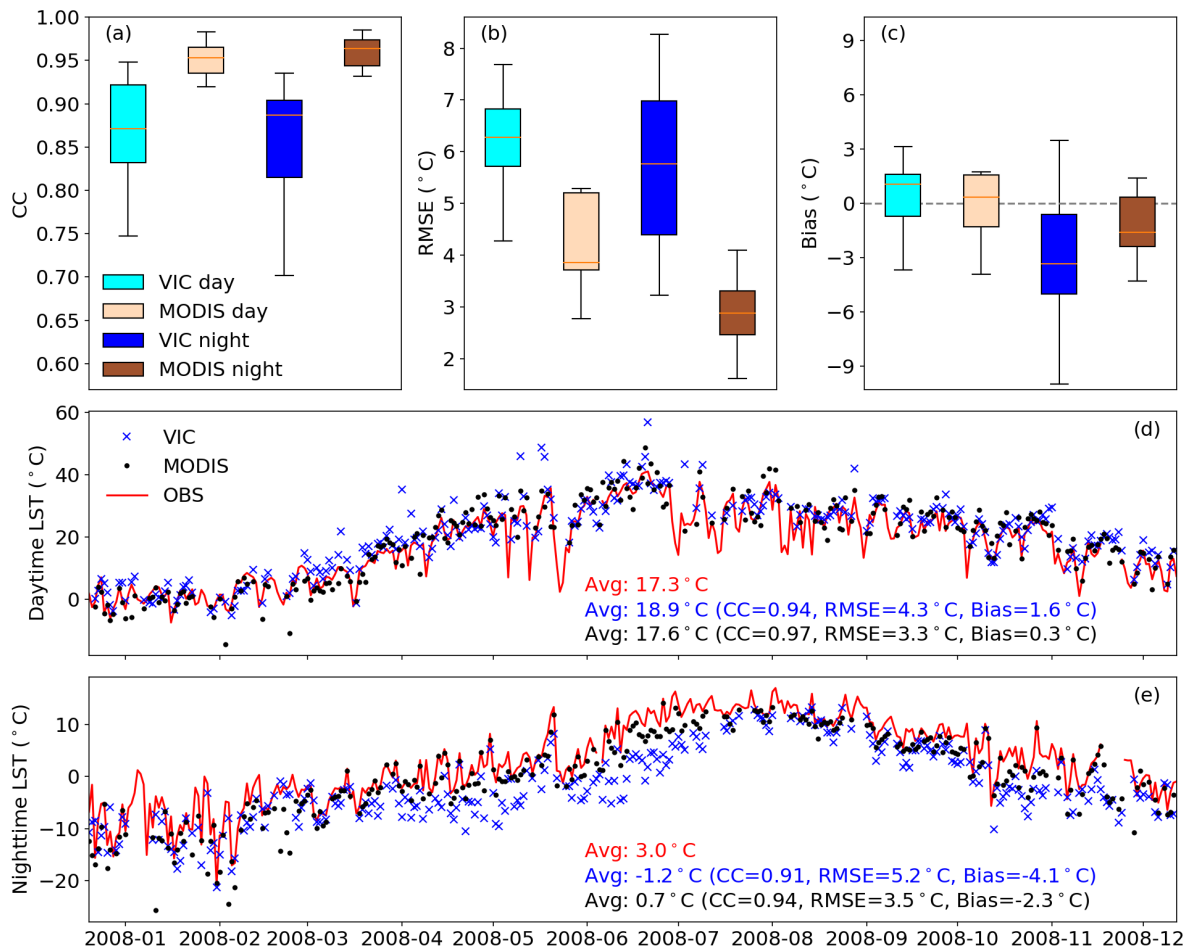 (a)
1.00
0.95
0.90
0.85
0.80
0.75
0.70
0.65
0.60
CC
VIC day
MODIS day
VIC night
MODIS night
(b)
8
7
6
5
4
3
2
RMSE (°C)
(c)
9
6
3
0
−3
−6
−9
Bias (°C)
(d)
60
40
20
0
Daytime LST (°C)
VIC
MODIS
OBS
Avg: 17.3°C
Avg: 18.9°C (CC=0.94, RMSE=4.3°C, Bias=1.6°C)
Avg: 17.6°C (CC=0.97, RMSE=3.3°C, Bias=0.3°C)
(e)
10
0
−10
−20
Nighttime LST (°C)
Avg: 3.0°C
Avg: -1.2°C (CC=0.91, RMSE=5.2°C, Bias=-4.1°C)
Avg: 0.7°C (CC=0.94, RMSE=3.5°C, Bias=-2.3°C)
2008-01 2008-02 2008-03 2008-04 2008-05 2008-06 2008-07 2008-08 2008-09 2008-10 2008-11 2008-12